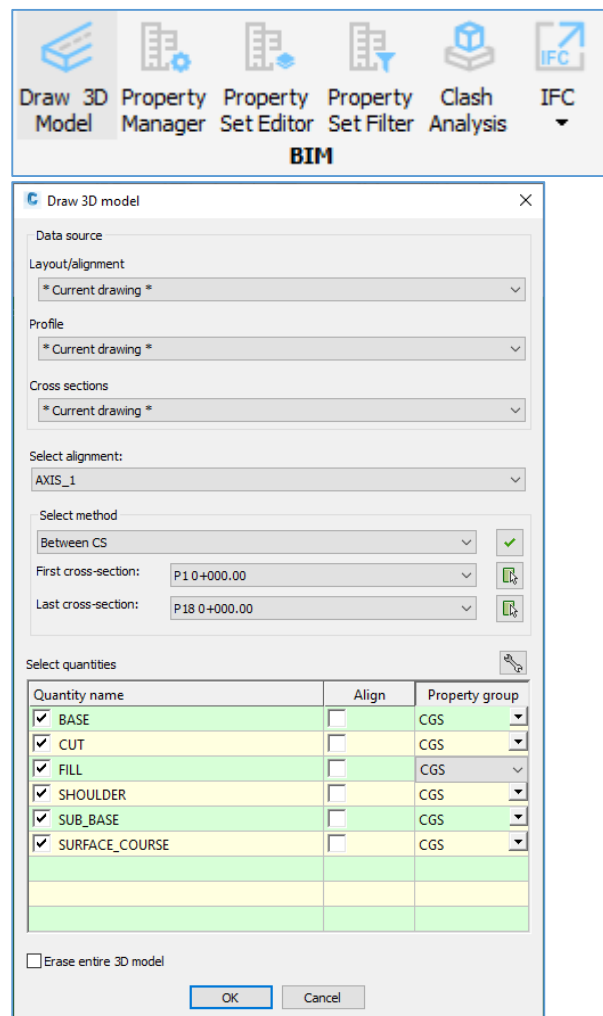 IFC
Draw 3D Property Property Property Clash IFC
Model Manager Set Editor Set Filter Analysis
BIM
C Draw 3D model
Data source
Layout/alignment
* Current drawing *
Profile
* Current drawing *
Cross sections
* Current drawing *
Select alignment:
AXIS_1
Select method
Between CS
First cross-section: P1 0+000.00
Last cross-section: P18 0+000.00
Select quantities
Quantity name Align Property group
BASE CGS
CUT CGS
FILL CGS
SHOULDER CGS
SUB_BASE CGS
SURFACE_COURSE CGS
Erase entire 3D model
OK Cancel